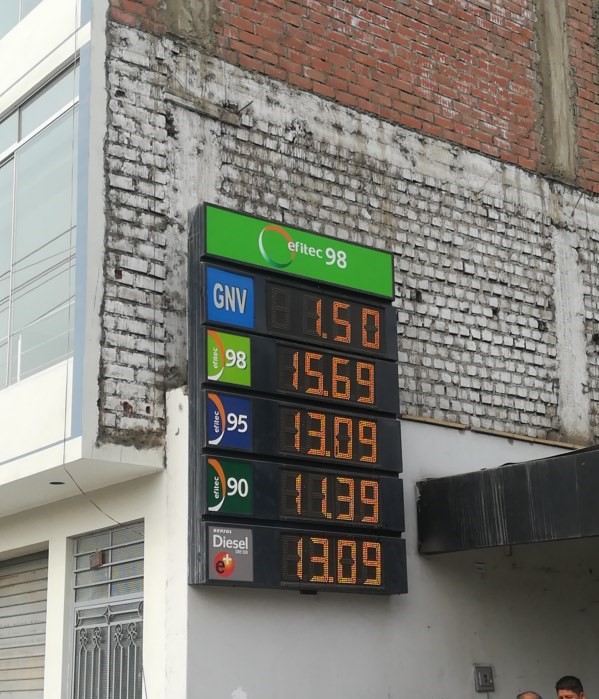 efitec 98
GNV 1.50
efitec 98 15.69
efitec 95 13.09
efitec 90 11.39
Diesel
e+ 13.09